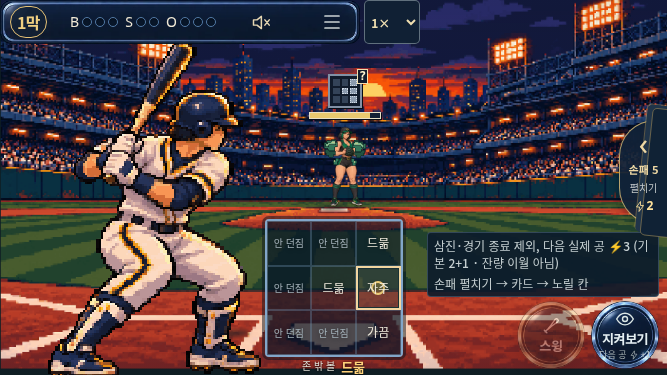 1막
B S O
1×
?
손패 5
펼치기
⚡2
안 던짐 안 던짐 드묾
안 던짐 드묾 자주
안 던짐 안 던짐 가끔
존 밖 볼 드묾
삼진·경기 종료 제외, 다음 실제 공 ⚡3 (기
본 2+1 · 잔량 이월 아님)
손패 펼치기 → 카드 → 노릴 칸
스윙
지켜보기